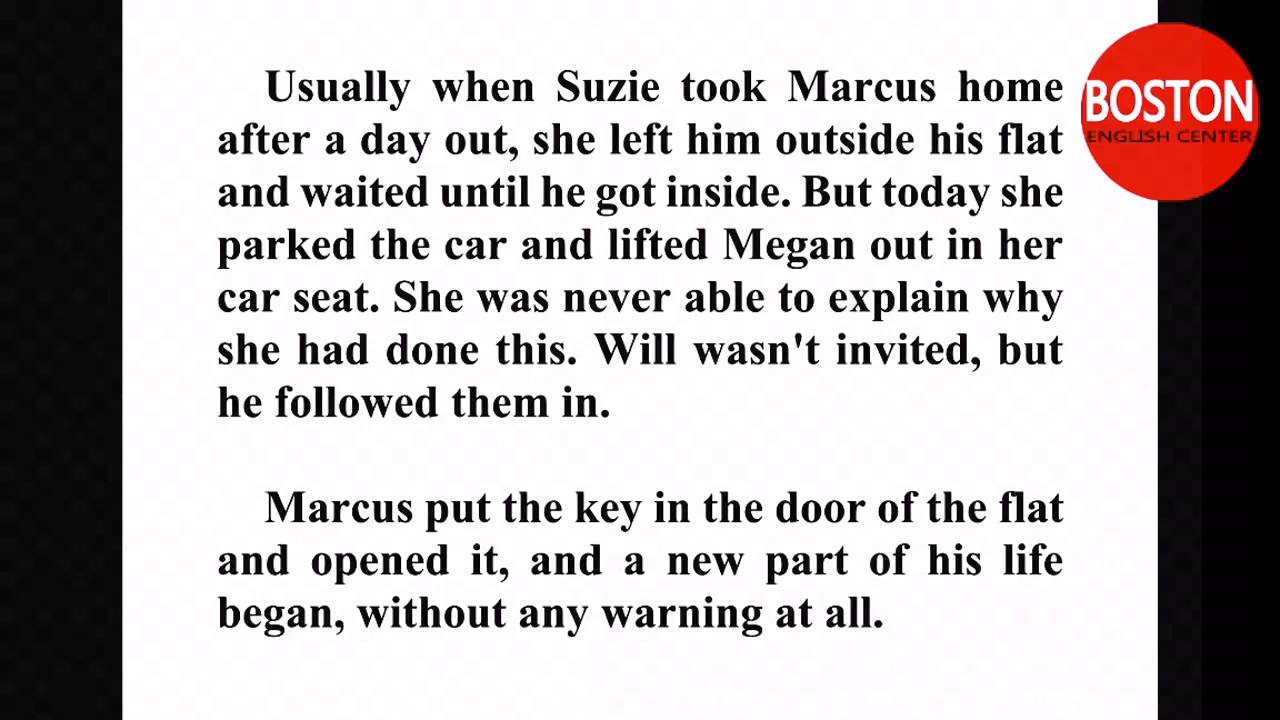 Usually when Suzie took Marcus home
after a day out, she left him outside his flat
and waited until he got inside. But today she
parked the car and lifted Megan out in her
car seat. She was never able to explain why
she had done this. Will wasn't invited, but
he followed them in.
Marcus put the key in the door of the flat
and opened it, and a new part of his life
began, without any warning at all.
BOSTON
ENGLISH CENTER